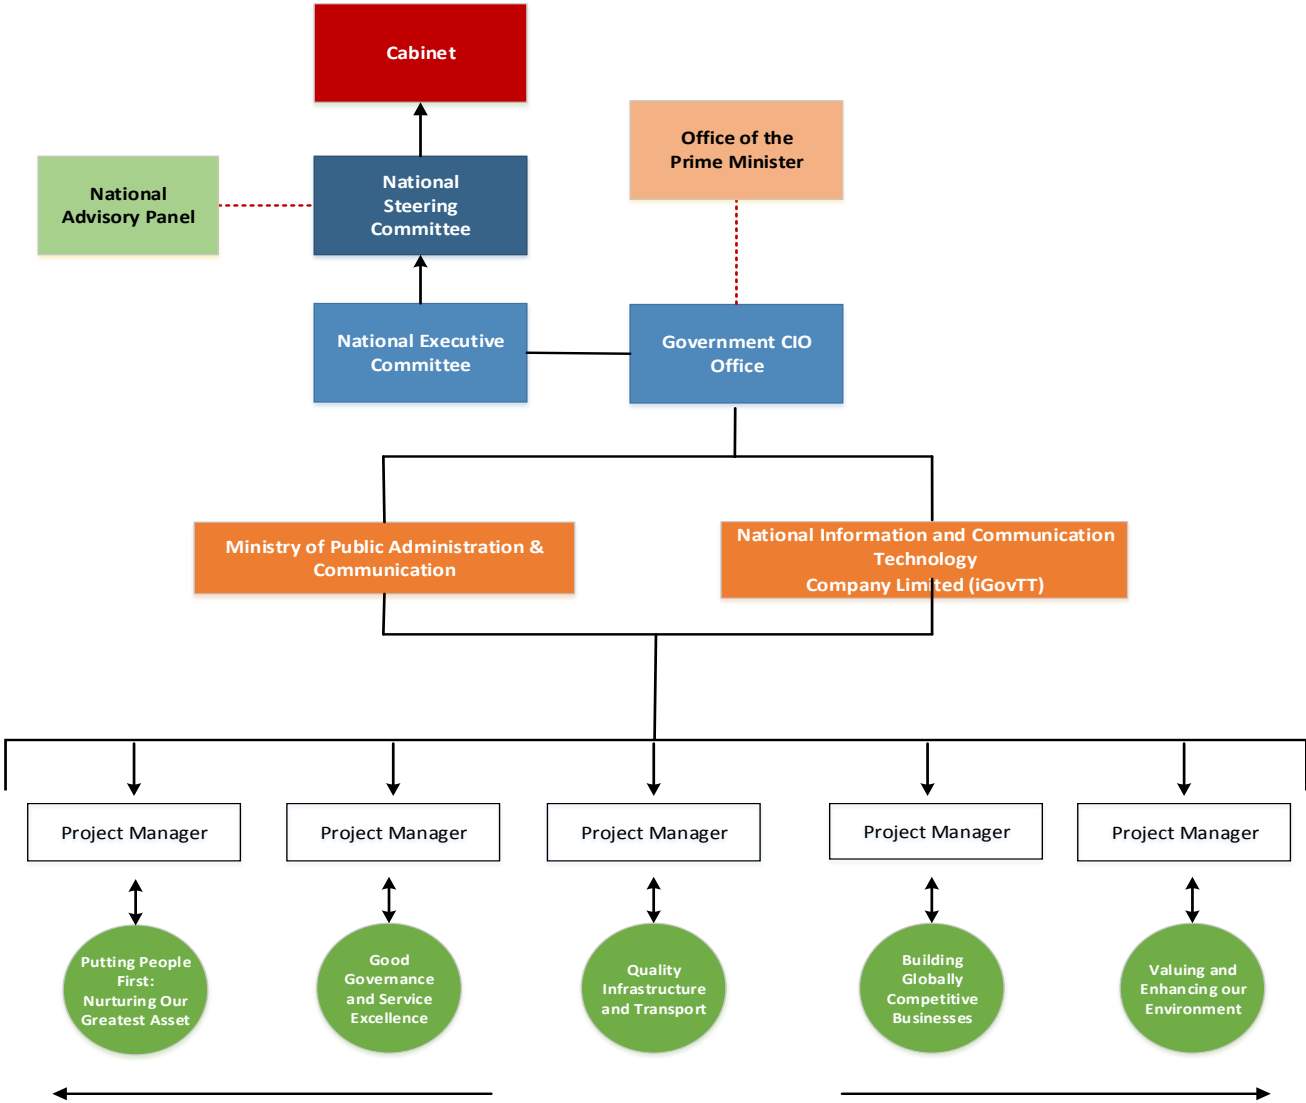 Cabinet
Office of the
Prime Minister
National
Advisory Panel
National
Steering
Committee
National Executive
Committee
Government CIO
Office
Ministry of Public Administration &
Communication
National Information and Communication
Technology
Company Limited (iGovTT)
Project Manager
Project Manager
Project Manager
Project Manager
Project Manager
Putting People
First:
Nurturing Our
Greatest Asset
Good
Governance
and Service
Excellence
Quality
Infrastructure
and Transport
Building
Globally
Competitive
Businesses
Valuing and
Enhancing our
Environment